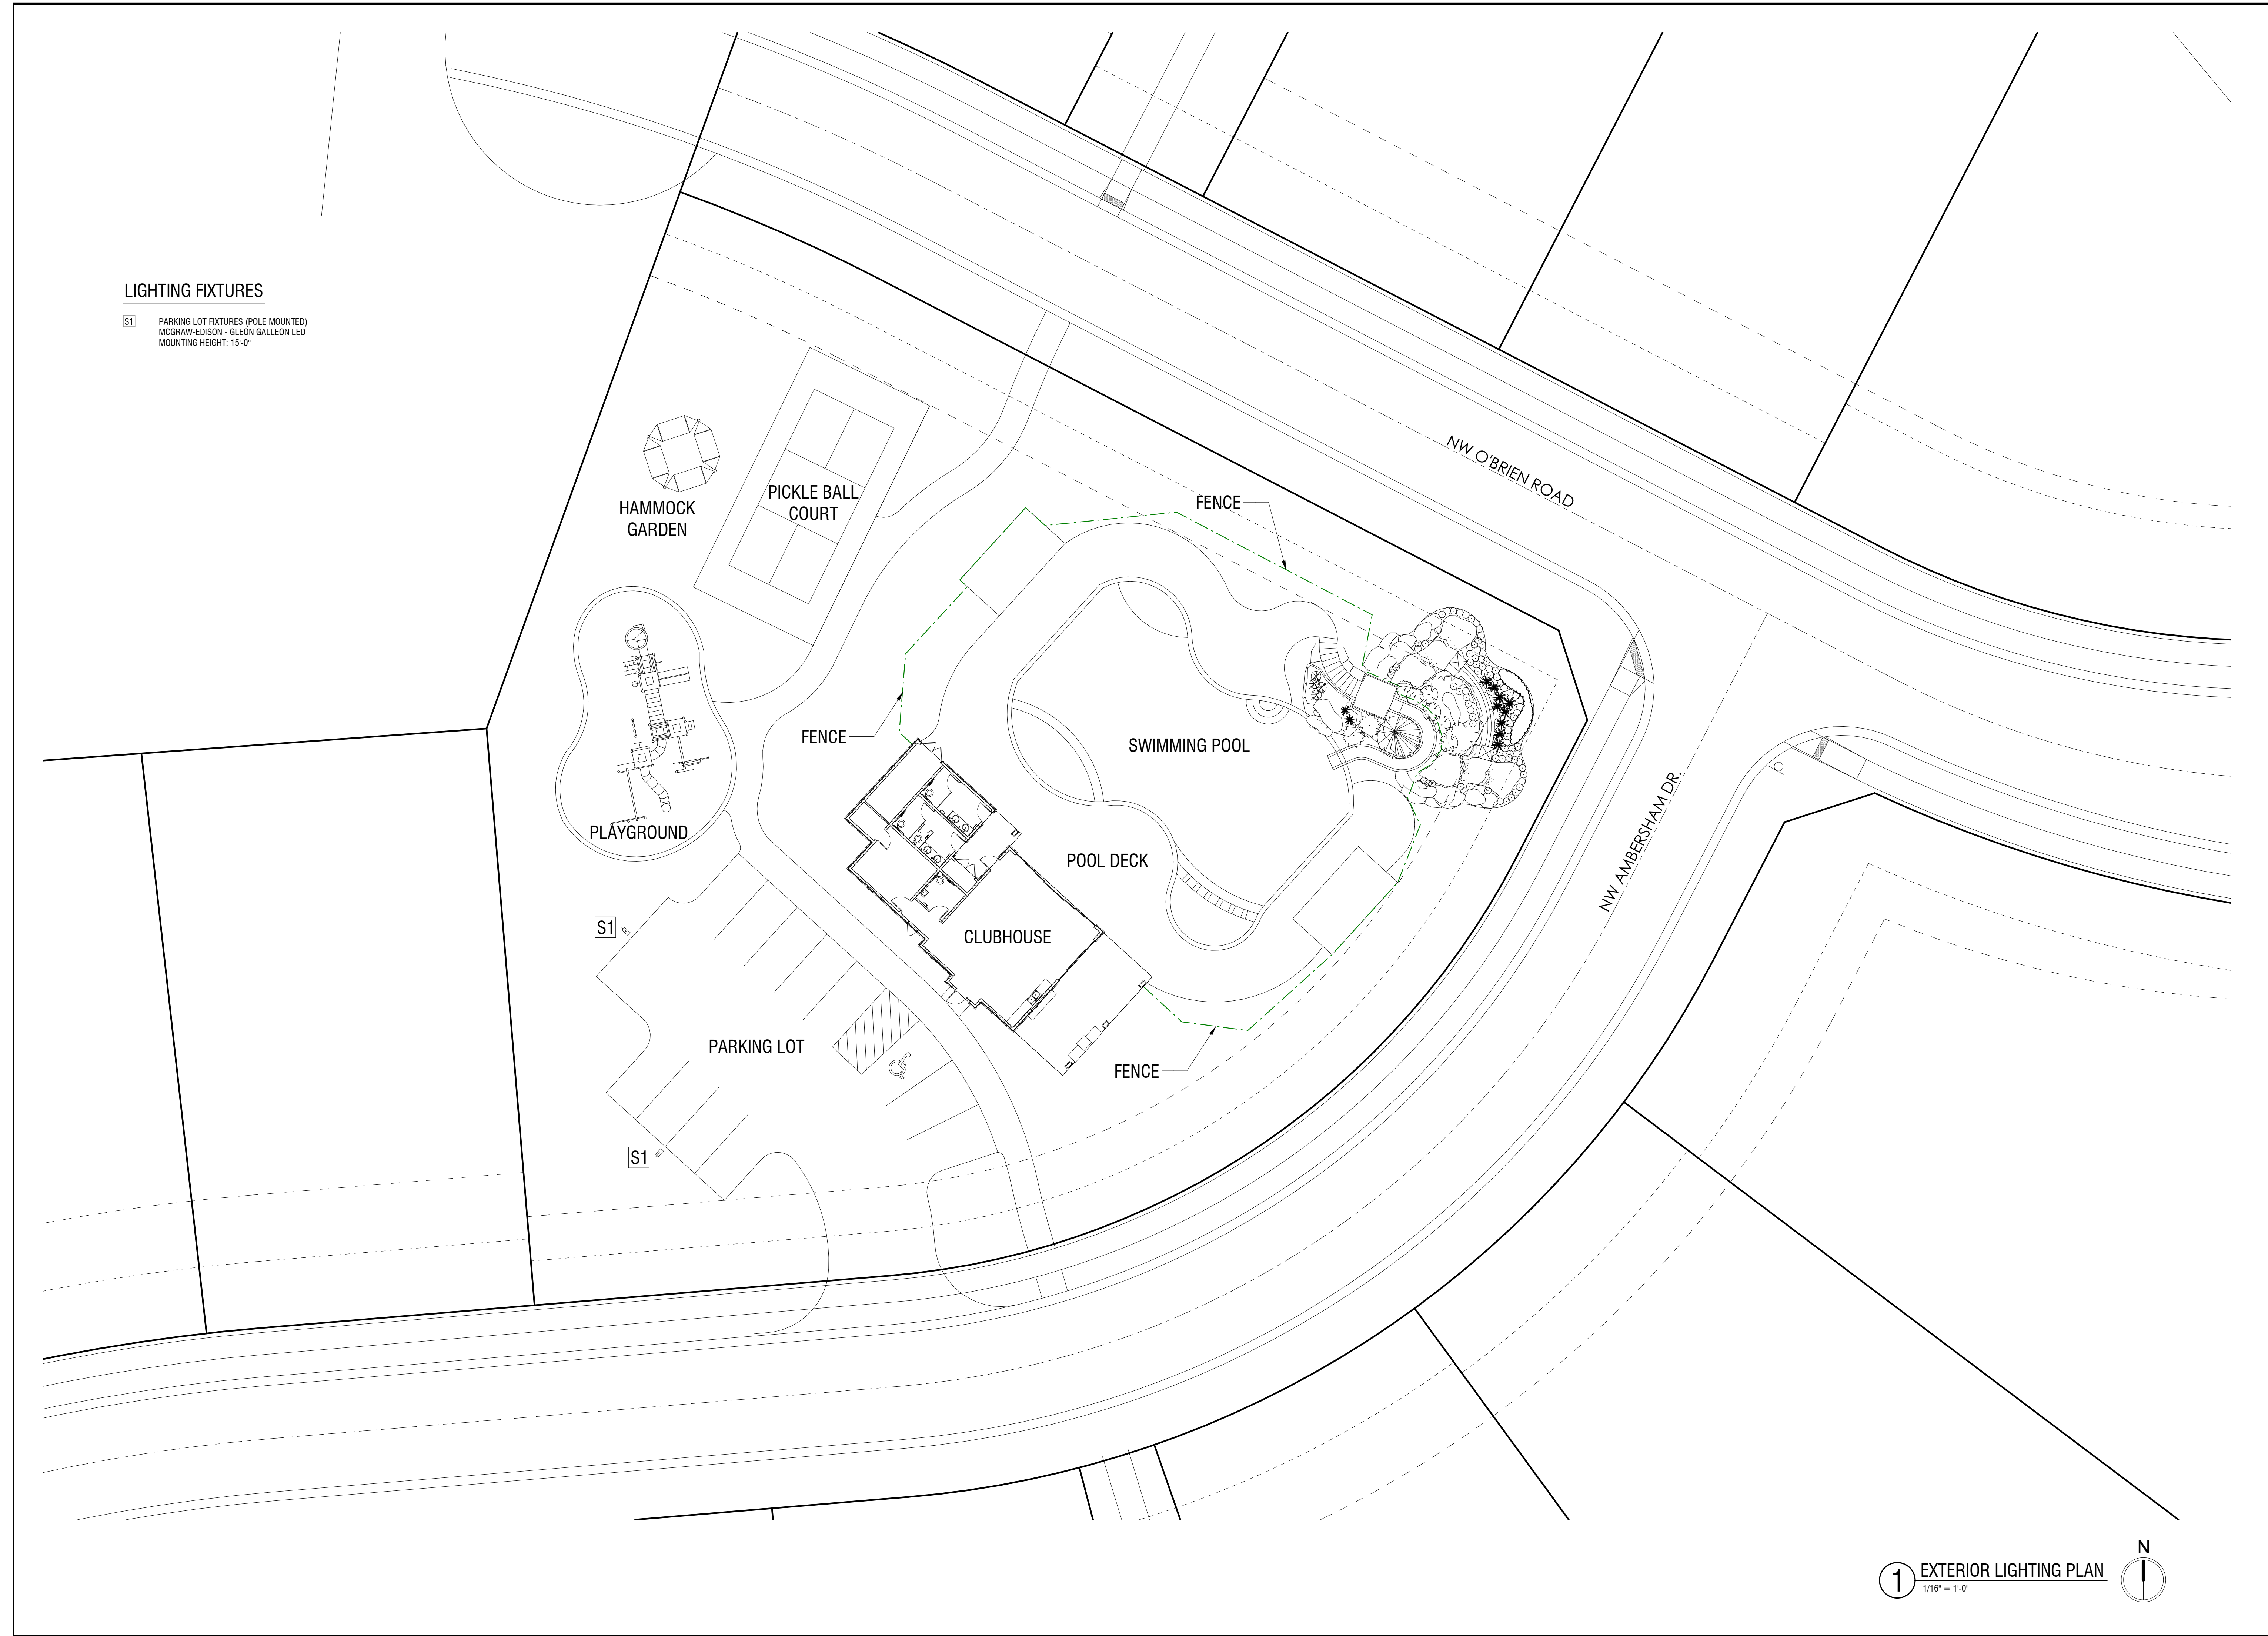 LIGHTING FIXTURES
S1
PARKING LOT FIXTURES (POLE MOUNTED)
MCGRAW-EDISON - GLEON GALLEON LED
MOUNTING HEIGHT: 15'-0"
NW O'BRIEN ROAD
PICKLE BALL
COURT
HAMMOCK
GARDEN
FENCE
FENCE
SWIMMING POOL
NW AMBERSHAM DR.
PLAYGROUND
POOL DECK
S1
CLUBHOUSE
PARKING LOT
FENCE
S1
N
1
EXTERIOR LIGHTING PLAN
1/16" = 1'-0"